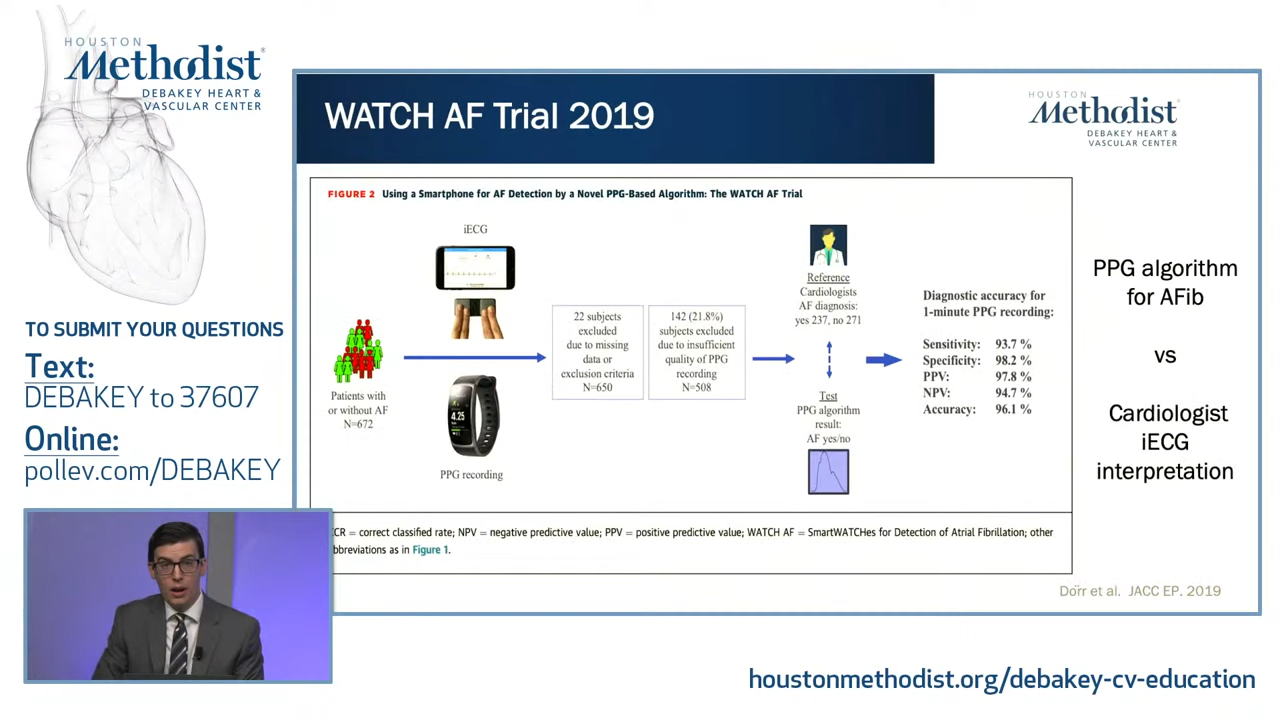 HOUSTON
Methodist®
DEBAKEY HEART &
VASCULAR CENTER
TO SUBMIT YOUR QUESTIONS
Text:
DEBAKEY to 37607
Online:
pollev.com/DEBAKEY
WATCH AF Trial 2019
HOUSTON
Methodist®
DEBAKEY HEART &
VASCULAR CENTER
FIGURE 2 Using a Smartphone for AF Detection by a Novel PPG-Based Algorithm: The WATCH AF Trial
Patients with
or without AF
N=672
iECG
4.25
PPG recording
22 subjects
excluded
due to missing
data or
exclusion criteria
N=650
142 (21.8%)
subjects excluded
due to insufficient
quality of PPG
recording
N=508
Reference
Cardiologists
AF diagnosis:
yes 237, no 271
Test
PPG algorithm
result:
AF yes/no
Diagnostic accuracy for
1-minute PPG recording:
Sensitivity: 93.7 %
Specificity: 98.2 %
PPV: 97.8 %
NPV: 94.7 %
Accuracy: 96.1 %
CR = correct classified rate; NPV = negative predictive value; PPV = positive predictive value; WATCH AF = SmartWATCHes for Detection of Atrial Fibrillation; other
bbreviations as in Figure 1.
PPG algorithm
for AFib
vs
Cardiologist
iECG
interpretation
Dörr et al. JACC EP. 2019
houstonmethodist.org/debakey-cv-education